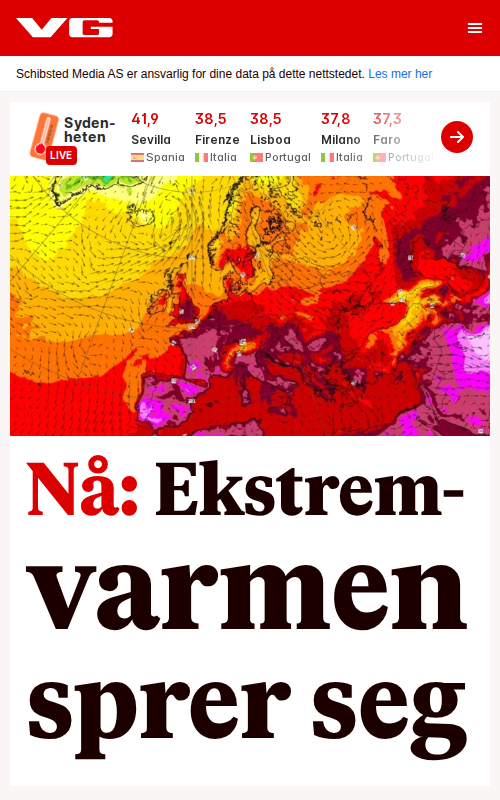 VG
Schibsted Media AS er ansvarlig for dine data på dette nettstedet. Les mer her
Syden-
heten
LIVE
41,9
Sevilla
Spania
38,5
Firenze
Italia
38,5
Lisboa
Portugal
37,8
Milano
Italia
37,3
Faro
Portugal
Nå: Ekstrem-
varmen
sprer seg